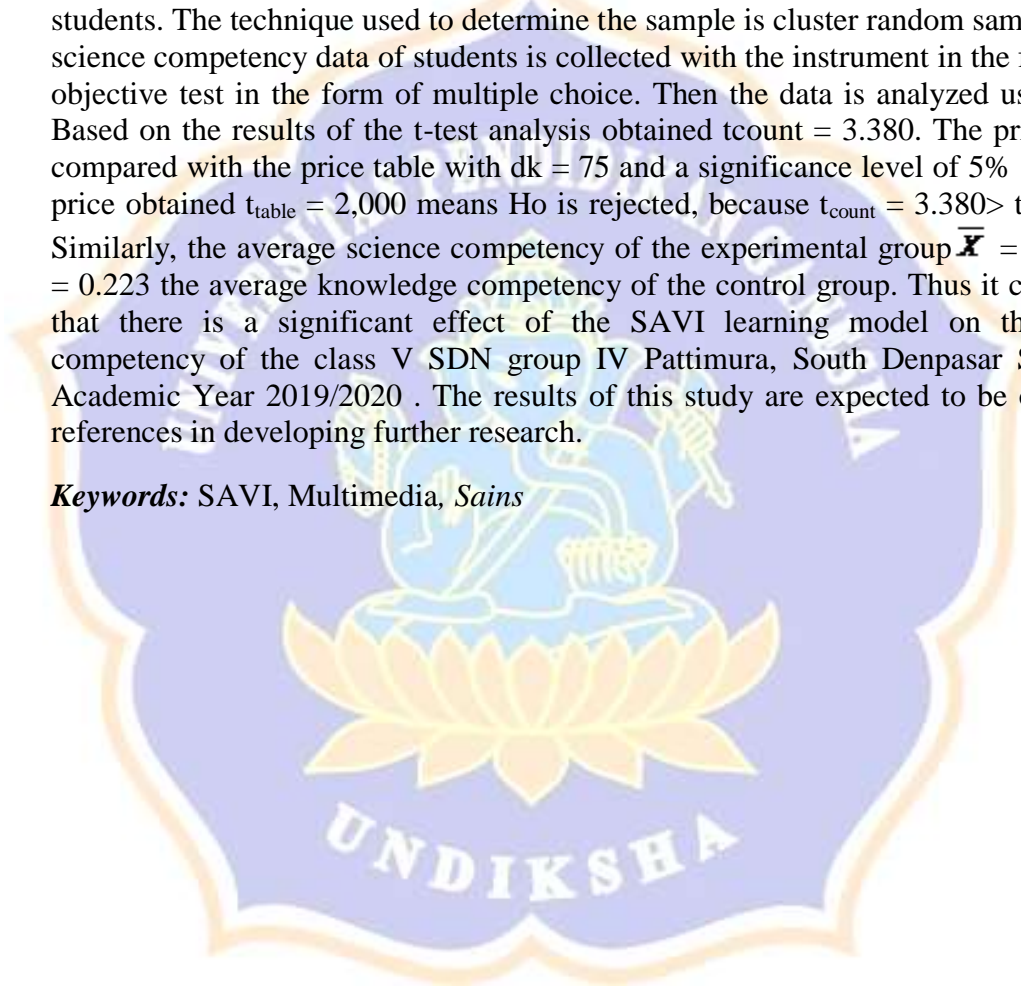 students. The technique used to determine the sample is cluster random sam
science competency data of students is collected with the instrument in the
objective test in the form of multiple choice. Then the data is analyzed us
Based on the results of the t-test analysis obtained tcount = 3.380. The pr
compared with the price table with dk = 75 and a significance level of 5%
price obtained t_table = 2,000 means Ho is rejected, because t_count = 3.380> t
Similarly, the average science competency of the experimental group x̄ =
= 0.223 the average knowledge competency of the control group. Thus it c
that there is a significant effect of the SAVI learning model on th
competency of the class V SDN group IV Pattimura, South Denpasar S
Academic Year 2019/2020 . The results of this study are expected to be
references in developing further research.
Keywords: SAVI, Multimedia, Sains
UNIVERSITAS PENDIDIKAN GANESHA
UNDIKSHA